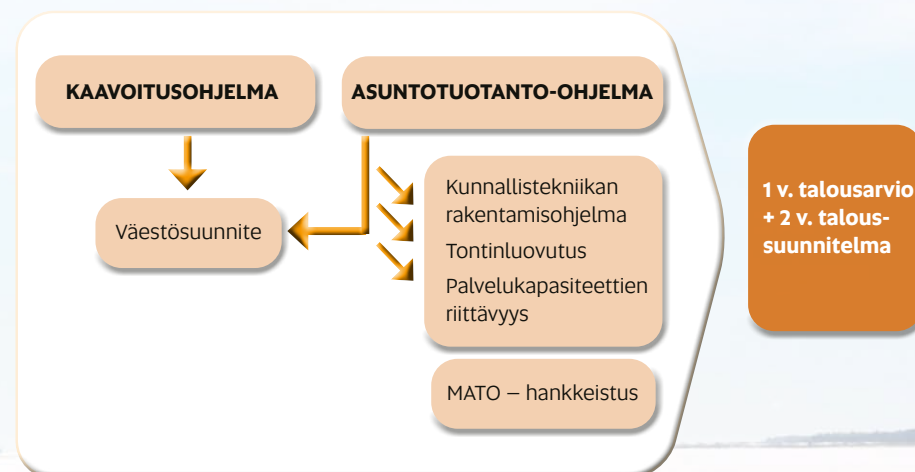 KAAVOITUSOHJELMA
ASUNTOTUOTANTO-OHJELMA
Väestösuunnite
Kunnallistekniikan
rakentamisohjelma
Tontinluovutus
Palvelukapasiteettien
riittävyys
MATO – hankkeistus
1 v. talousarvio
+ 2 v. talous-
suunnitelma